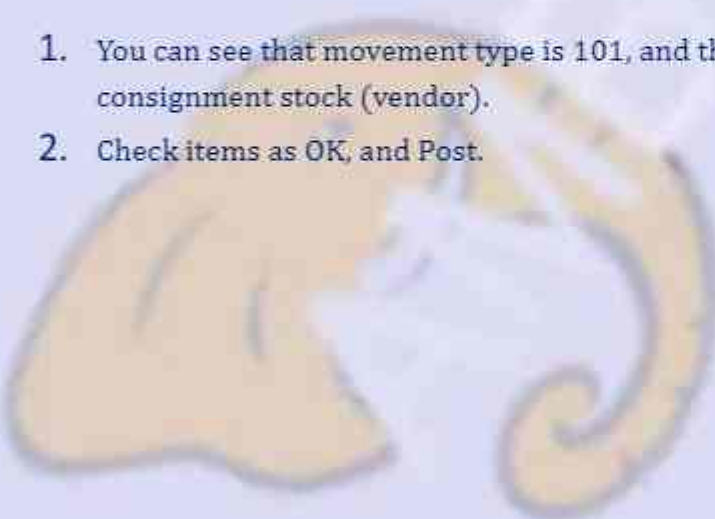 1. You can see that movement type is 101, and
consignment stock (vendor).
2. Check items as OK, and Post.